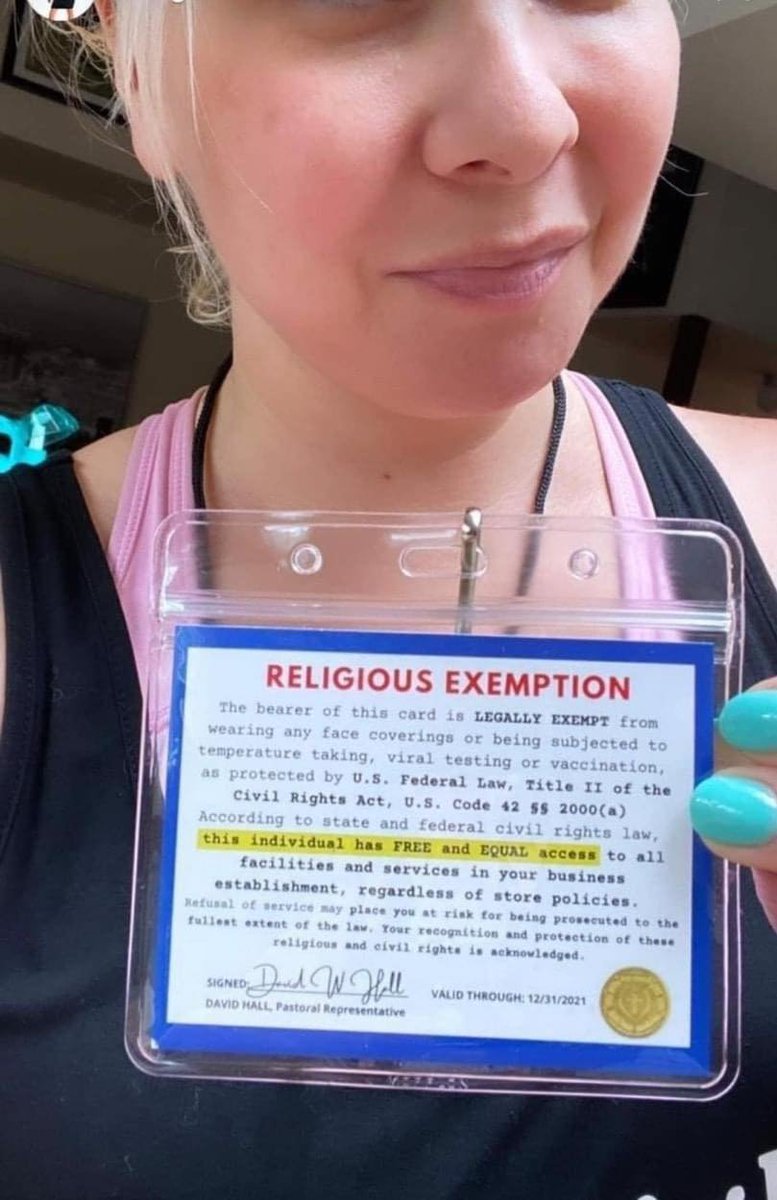 RELIGIOUS EXEMPTION
The bearer of this card is LEGALLY EXEMPT from
wearing any face coverings or being subjected to
temperature taking, viral testing or vaccination,
as protected by U.S. Federal Law, Title II of the
Civil Rights Act, U.S. Code 42 §§ 2000(a)
According to state and federal civil rights law,
this individual has FREE and EQUAL access to all
facilities and services in your business
establishment, regardless of store policies.
Refusal of service may place you at risk for being prosecuted to the
fullest extent of the law. Your recognition and protection of these
religious and civil rights is acknowledged.
SIGNED: David W Hall
VALID THROUGH: 12/31/2021
DAVID HALL, Pastoral Representative